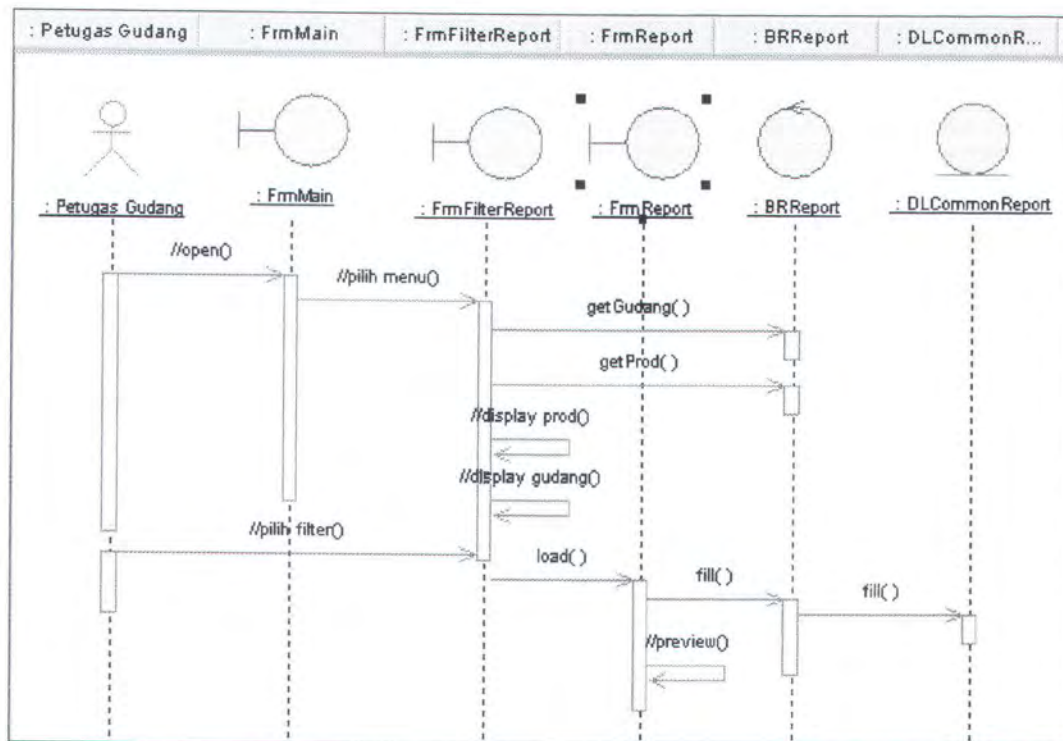 : Petugas Gudang : FrmMain : FrmFilterReport : FrmReport : BRReport : DLCommonR...
: Petugas Gudang : FrmMain : FrmFilterReport : FrmReport : BRReport : DLCommonReport
//open()
//pilih menu()
getGudang( )
getProd( )
//display prod()
//display gudang()
//pilih filter()
load( )
fill( )
fill( )
//preview()